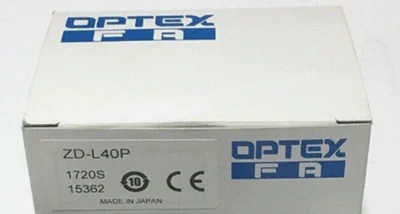 OPTEX
FA
ZD-L40P
1720S
15362
10
CE
MADE IN JAPAN
OPTEX
FA